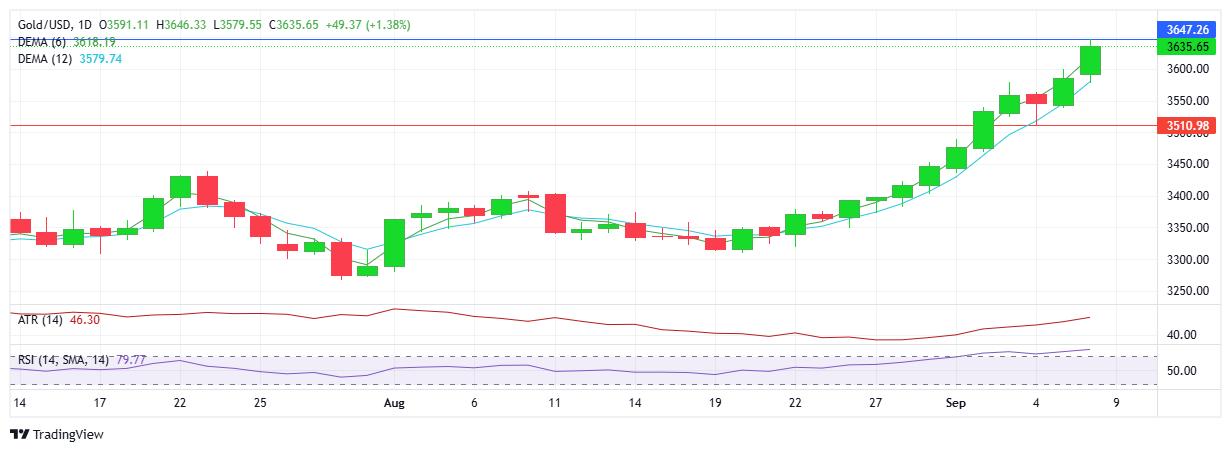 Gold/USD, 1D O3591.11 H3646.33 L3579.55 C3635.65 +49.37 (+1.38%)
DEMA (6) 3618.19
DEMA (12) 3579.74
3647.26
3635.65
3600.00
3550.00
3510.98
3500.00
3450.00
3400.00
3350.00
3300.00
3250.00
ATR (14) 46.30
40.00
RSI (14, SMA, 14) 79.77
50.00
14 17 22 25 Aug 6 11 14 19 22 27 Sep 4 9
TradingView